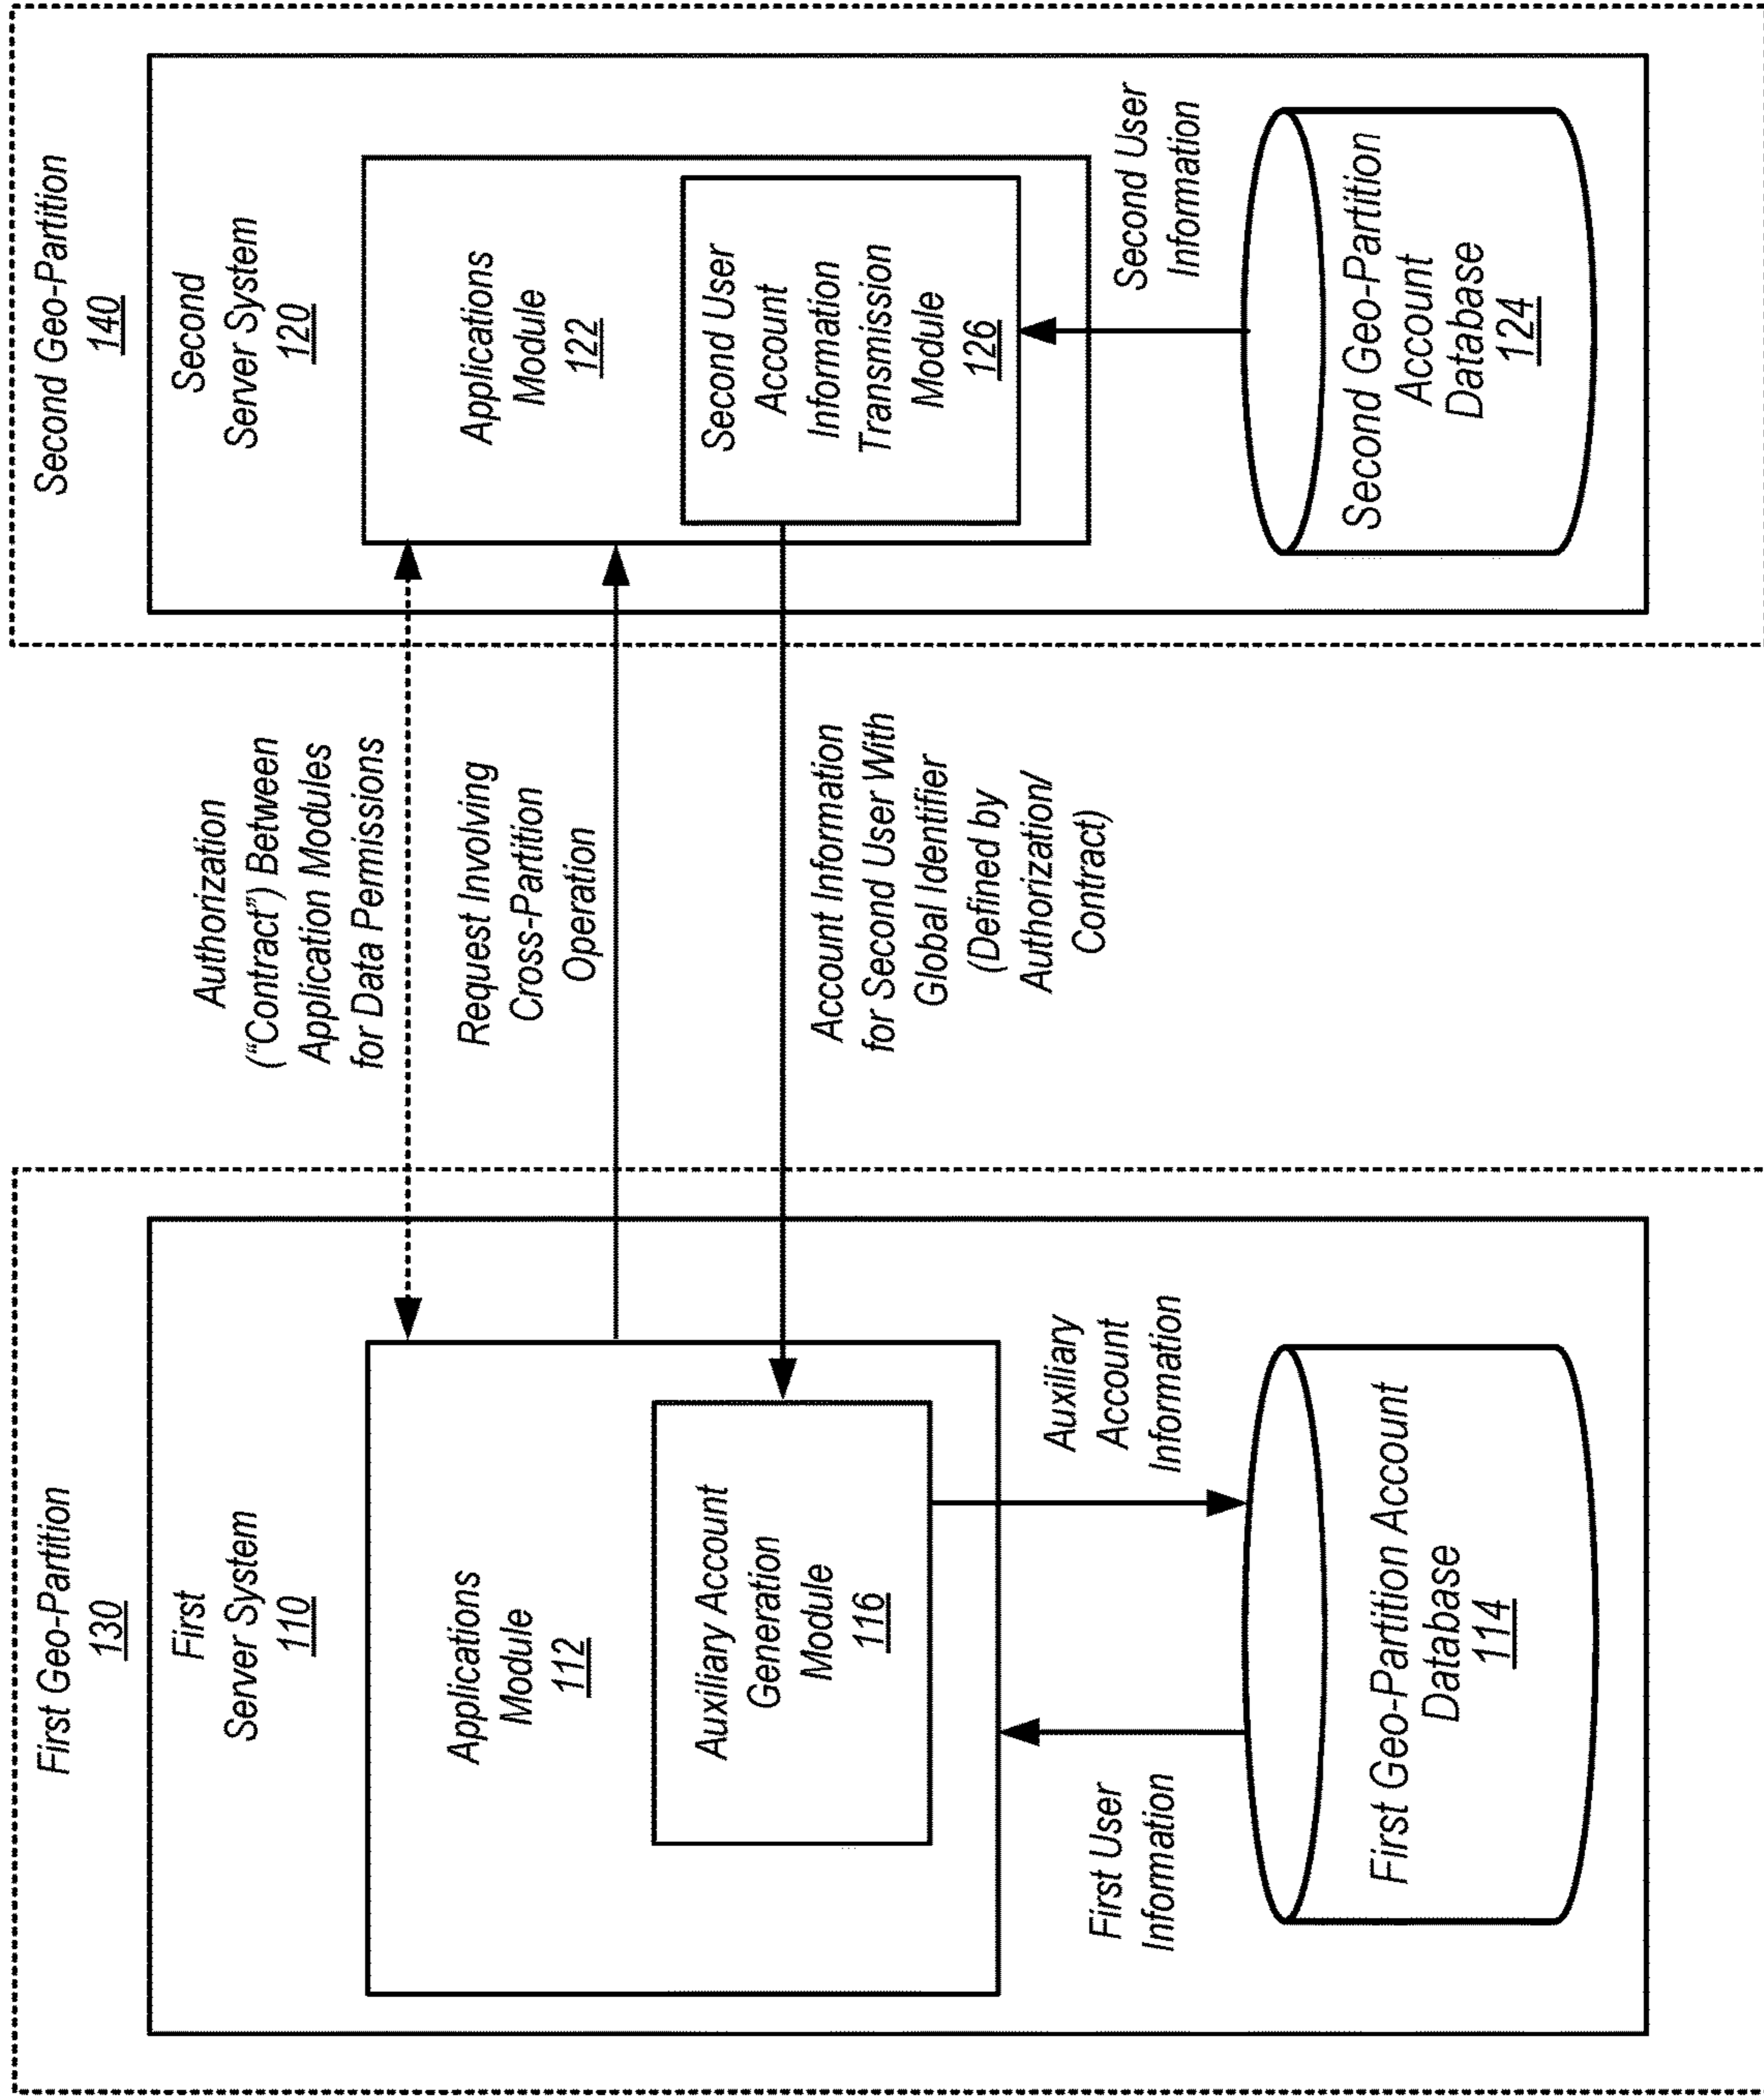 First Geo-Partition
130
First
Server System
110
Applications
Module
112
Auxiliary Account
Generation
Module
116
First User
Information
Auxiliary
Account
Information
First Geo-Partition Account
Database
114
Authorization
(“Contract”) Between
Application Modules
for Data Permissions
Request Involving
Cross-Partition
Operation
Account Information
for Second User With
Global Identifier
(Defined by
Authorization/
Contract)
Second Geo-Partition
140
Second
Server System
120
Applications
Module
122
Second User
Account
Information
Transmission
Module
126
Second User
Information
Second Geo-Partition
Account
Database
124